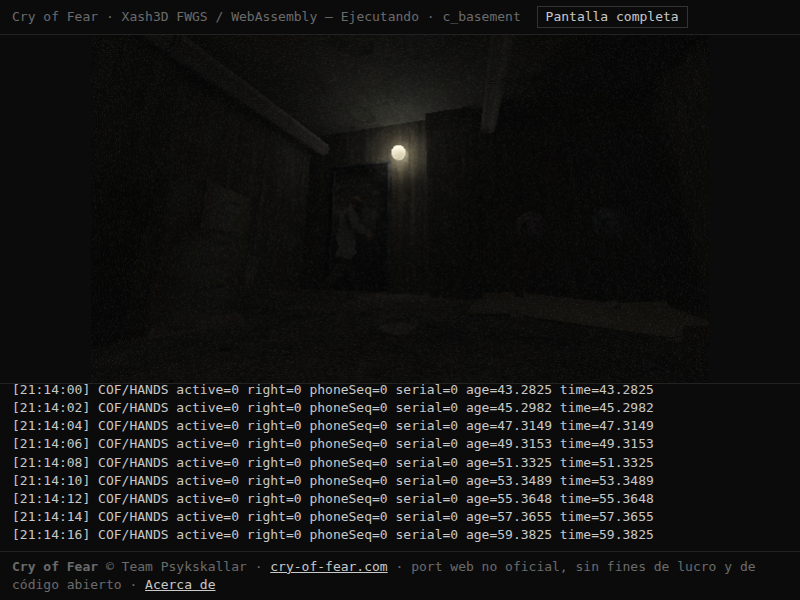 Cry of Fear · Xash3D FWGS / WebAssembly — Ejecutando · c_basement
Pantalla completa
[21:14:00] COF/HANDS active=0 right=0 phoneSeq=0 serial=0 age=43.2825 time=43.2825
[21:14:02] COF/HANDS active=0 right=0 phoneSeq=0 serial=0 age=45.2982 time=45.2982
[21:14:04] COF/HANDS active=0 right=0 phoneSeq=0 serial=0 age=47.3149 time=47.3149
[21:14:06] COF/HANDS active=0 right=0 phoneSeq=0 serial=0 age=49.3153 time=49.3153
[21:14:08] COF/HANDS active=0 right=0 phoneSeq=0 serial=0 age=51.3325 time=51.3325
[21:14:10] COF/HANDS active=0 right=0 phoneSeq=0 serial=0 age=53.3489 time=53.3489
[21:14:12] COF/HANDS active=0 right=0 phoneSeq=0 serial=0 age=55.3648 time=55.3648
[21:14:14] COF/HANDS active=0 right=0 phoneSeq=0 serial=0 age=57.3655 time=57.3655
[21:14:16] COF/HANDS active=0 right=0 phoneSeq=0 serial=0 age=59.3825 time=59.3825
Cry of Fear © Team Psykskallar · cry-of-fear.com · port web no oficial, sin fines de lucro y de
código abierto · Acerca de